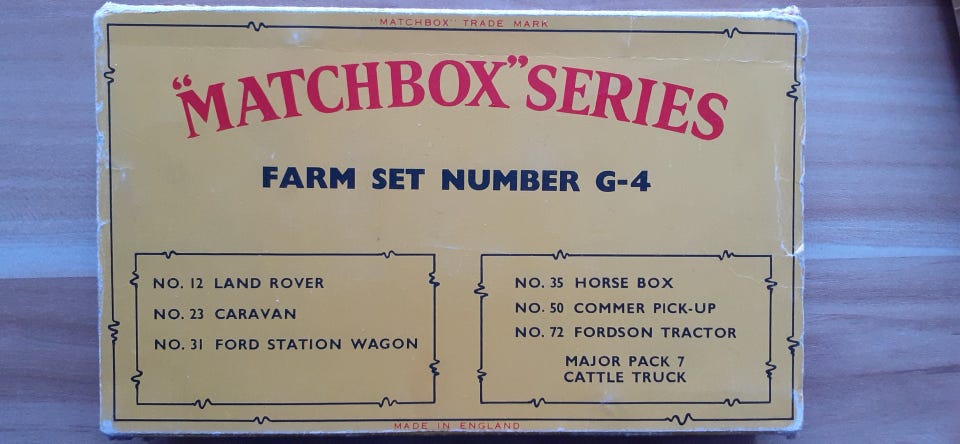 "MATCHBOX" TRADE MARK
"MATCHBOX" SERIES
FARM SET NUMBER G-4
NO. 12 LAND ROVER
NO. 23 CARAVAN
NO. 31 FORD STATION WAGON
NO. 35 HORSE BOX
NO. 50 COMMER PICK-UP
NO. 72 FORDSON TRACTOR
MAJOR PACK 7
CATTLE TRUCK
MADE IN ENGLAND